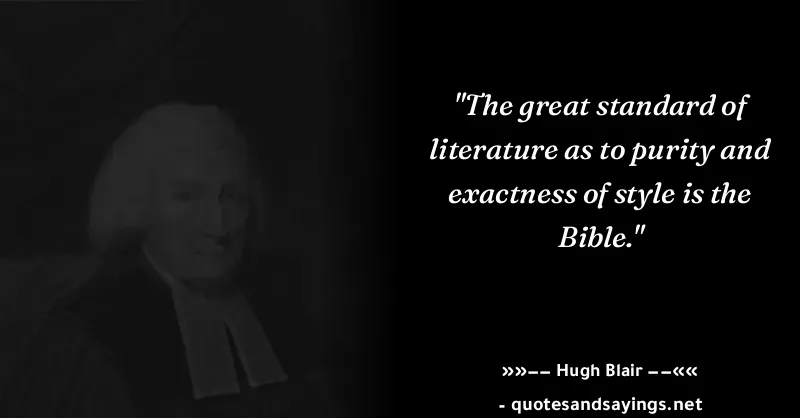 "The great standard of
literature as to purity and
exactness of style is the
Bible."
»»−− Hugh Blair −−««
- quotesandsayings.net